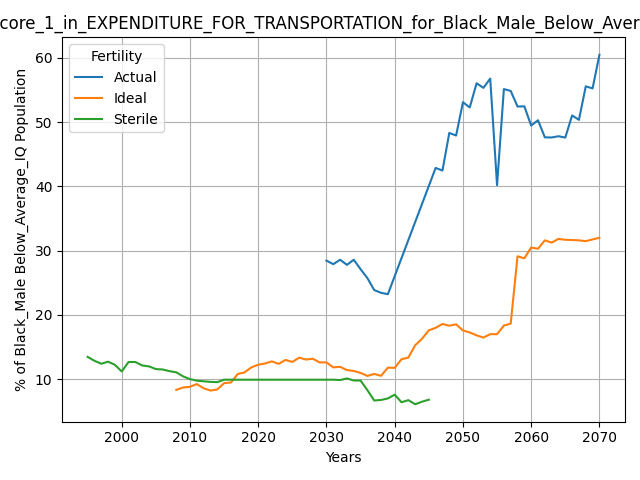 core_1_in_EXPENDITURE_FOR_TRANSPORTATION_for_Black_Male_Below_Aver
Fertility
Actual
Ideal
Sterile
% of Black_Male Below_Average_IQ Population
60
50
40
30
20
10
2000 2010 2020 2030 2040 2050 2060 2070
Years